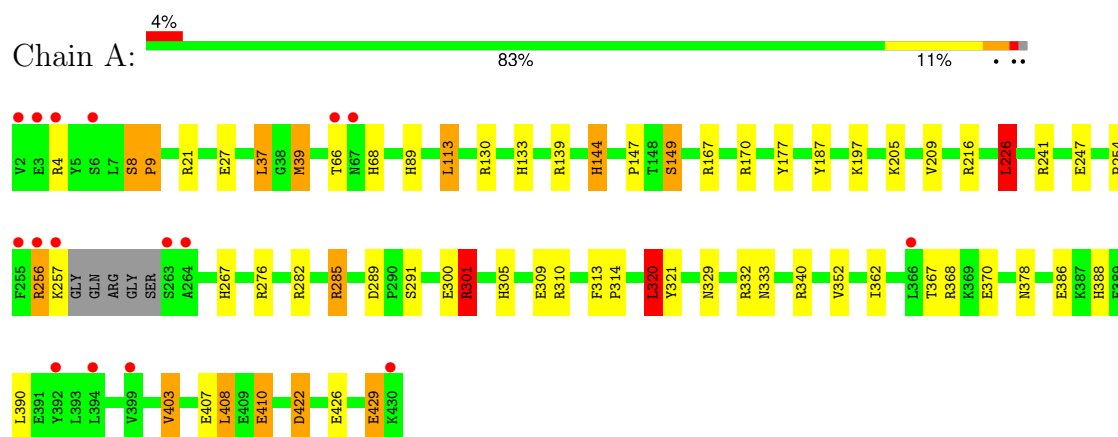 4%
Chain A:
83% 11% • ••
V2 E3 R4 Y5 S6 L7 S8 P9 R21 E27 L37 G38 M39 T66 N67 H68 H89 L113 R130 H133 R139 H144 P147 T148 S149 R167 R170 Y177 Y187 K197 K205 V209 R216 L226 R241 E247
F255 R256 K257 GLY GLN ARG GLY SER S263 A264 H267 R276 R282 R285 D289 P290 S291 E300 R301 H305 E309 R310 F313 P314 L320 Y321 N329 R332 N333 R340 V352 I362 L366 T367 R368 K369 E370 N378 E386 K387 H388
L390 E391 Y392 L393 L394 V399 V403 E407 L408 E409 E410 D422 E426 E429 K430